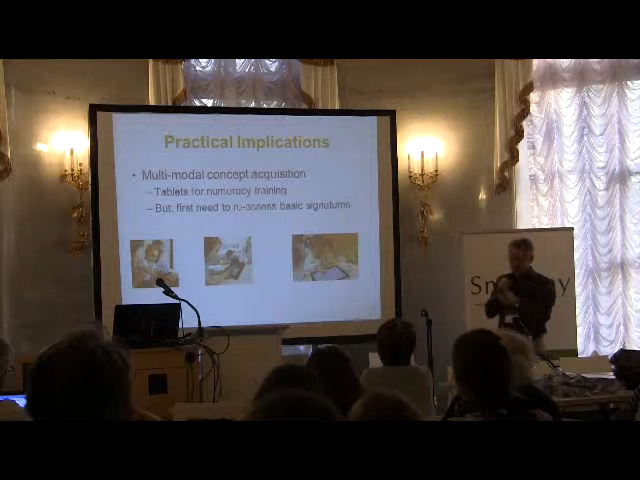 Practical Implications
• Multi-modal concept acquisition
– Tablets for numeracy training
– But: first need to re-assess basic signatures